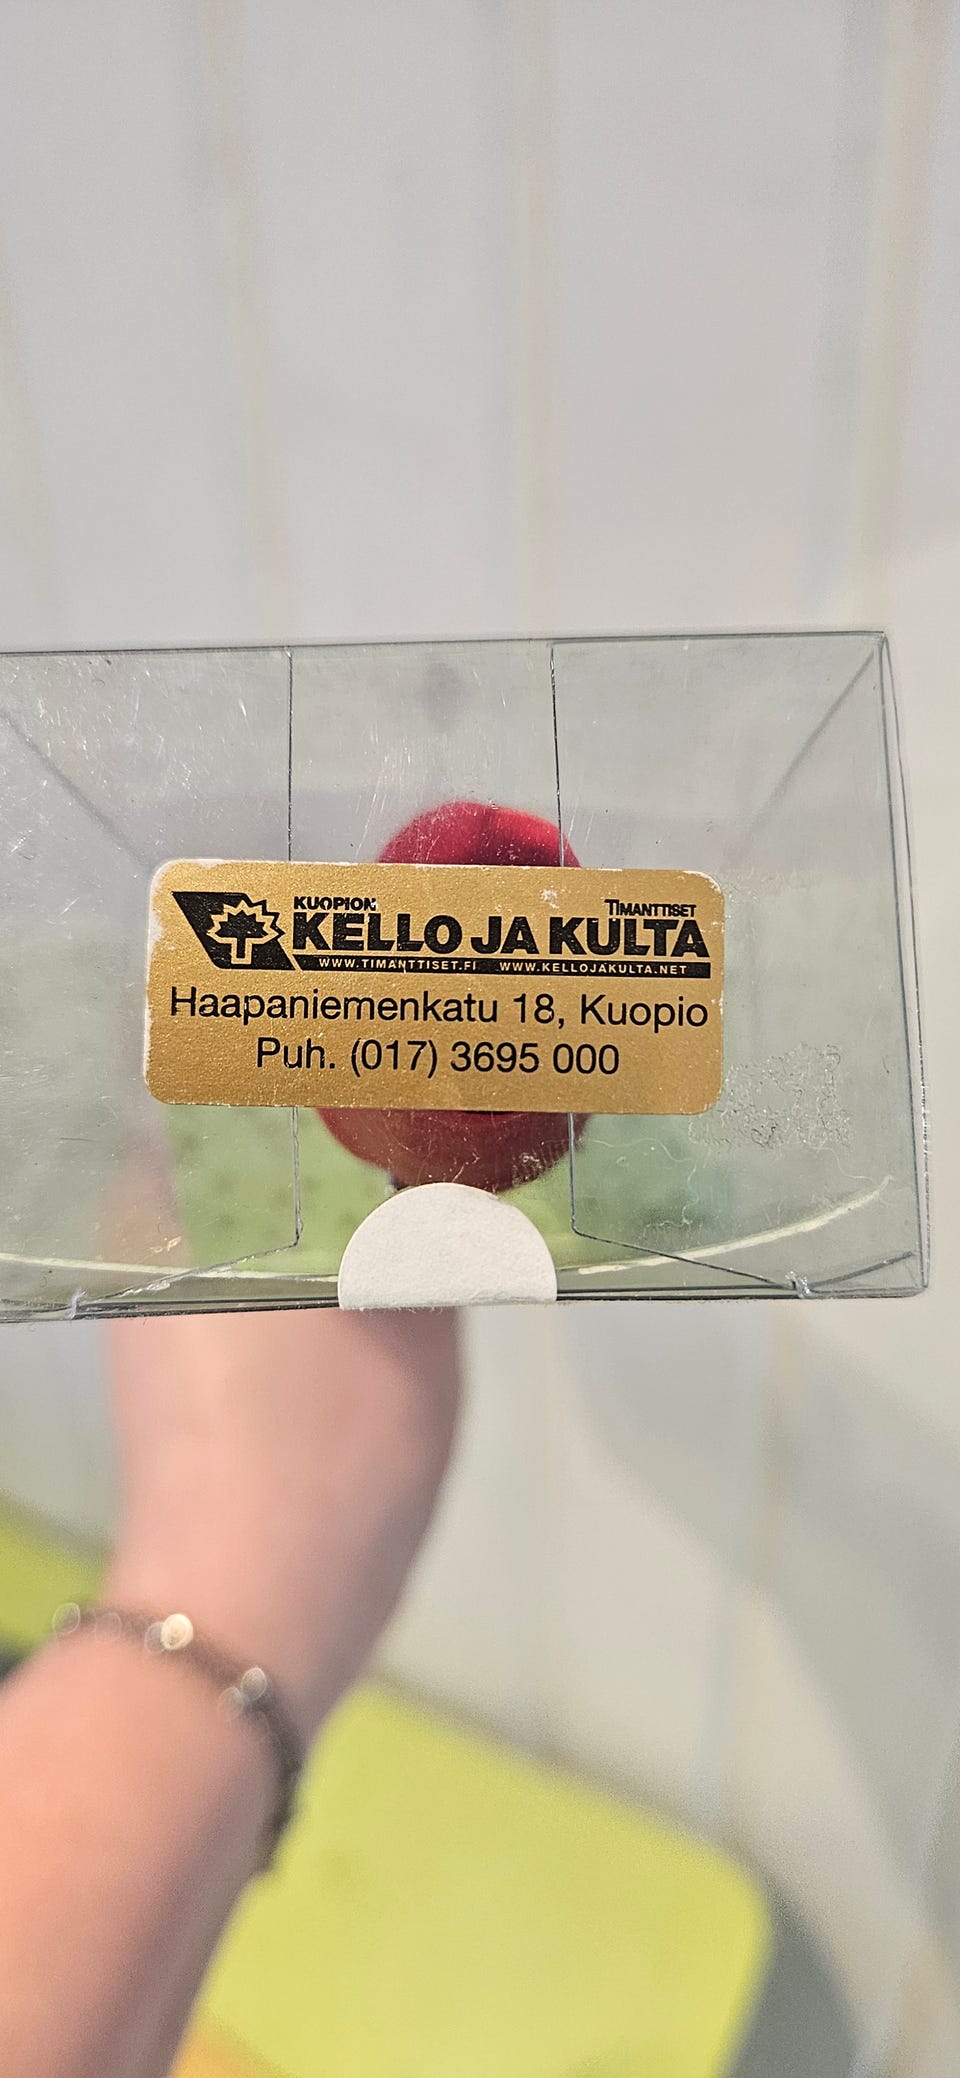 KUOPION
TIMANTTISET
KELLO JA KULTA
WWW.TIMANTTISET.FI WWW.KELLOJAKULTA.NET
Haapaniemenkatu 18, Kuopio
Puh. (017) 3695 000